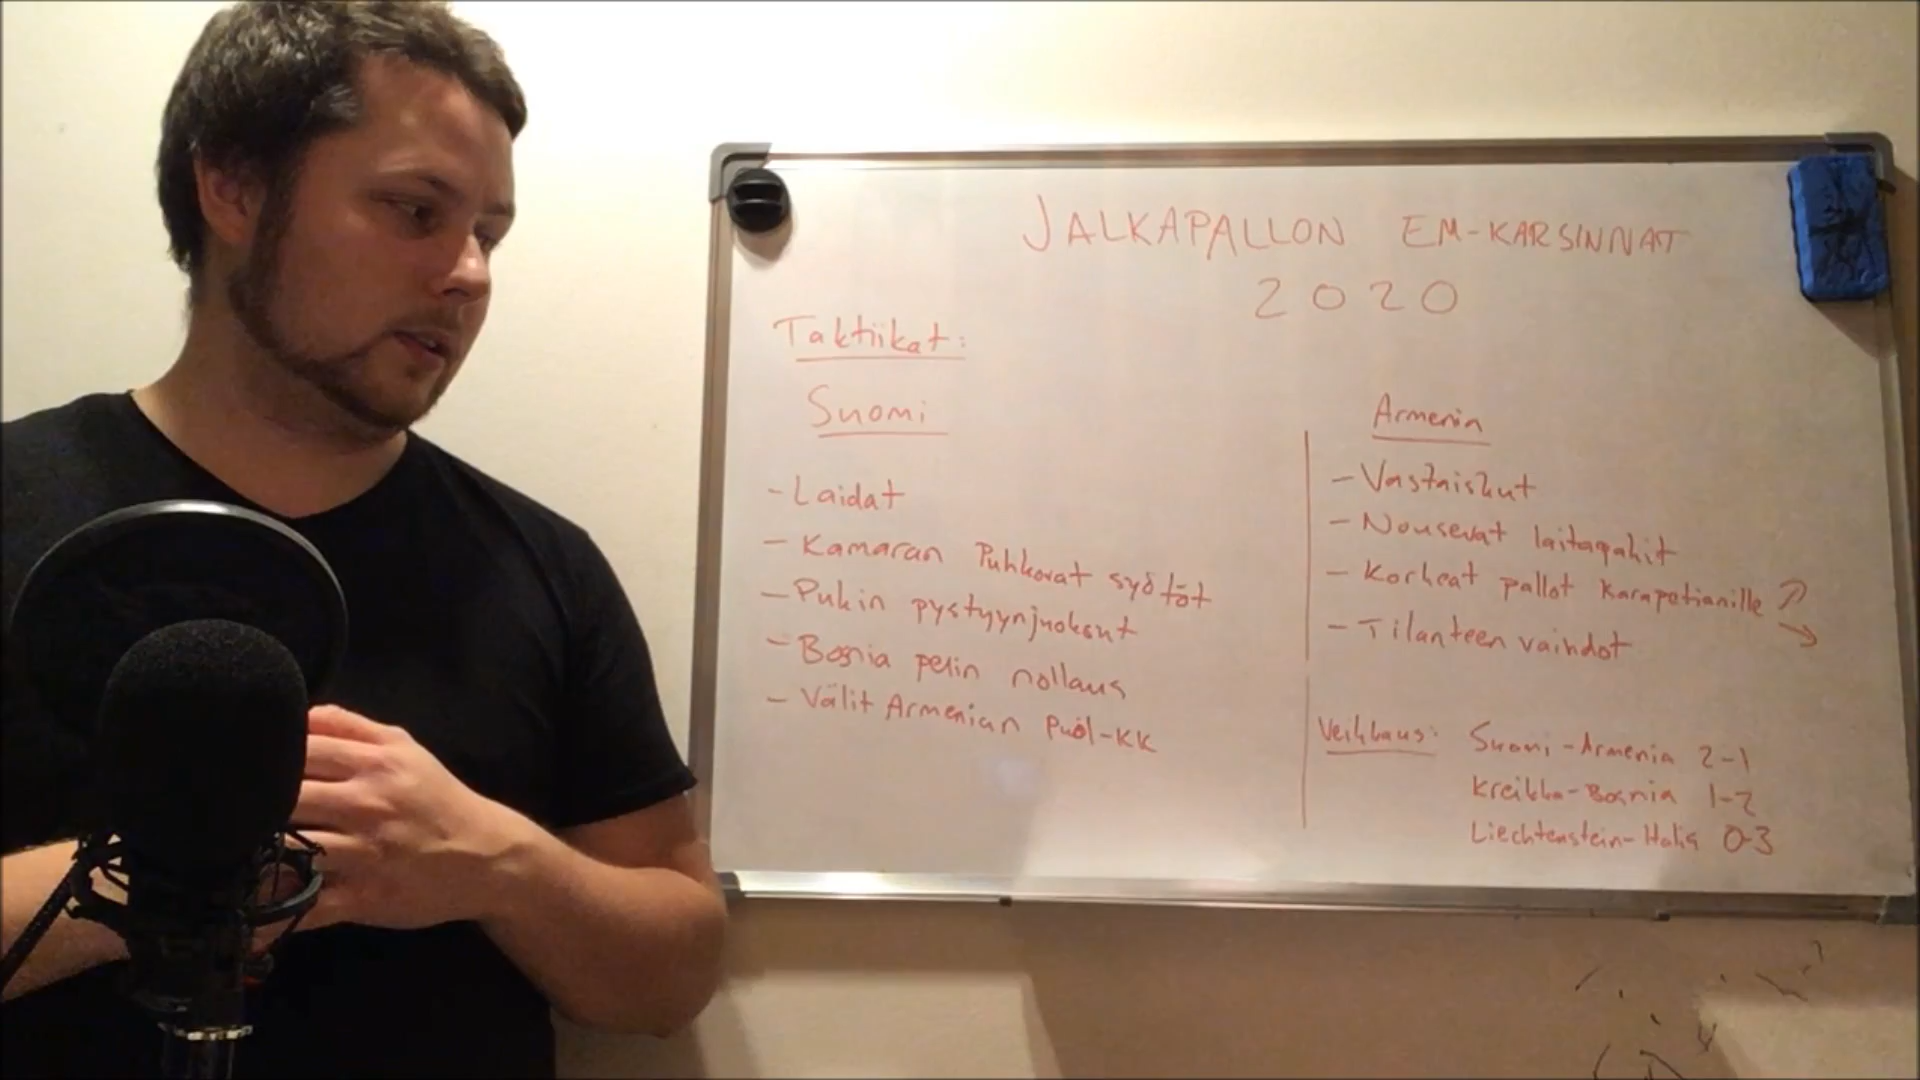 JALKAPALLON EM-KARSINNAT
2020
Taktiikat:
Suomi
- Laidat
- Kamaran Puhkovat syötöt
- Pukin pystyynjuoksut
- Bosnia pelin nollaus
- Välit Armenian Puol-KK
Armenia
- Vastaiskut
- Nousevat laitapakit
- Korkeat pallot Karapetianille
- Tilanteen vaihdot
Veikkaus: Suomi-Armenia 2-1
Kreikka-Bosnia 1-2
Liechtenstein-Italia 0-3